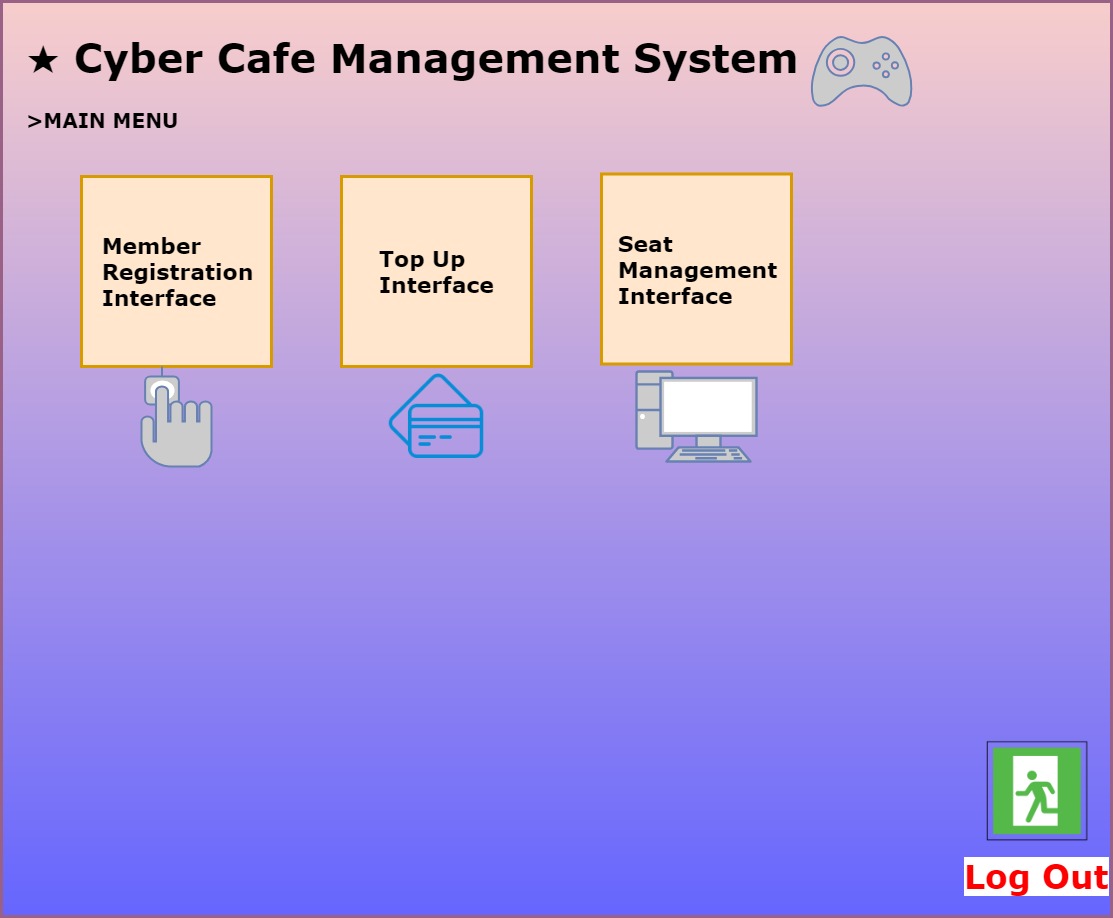 ★ Cyber Cafe Management System
>MAIN MENU
Member
Registration
Interface
Top Up
Interface
Seat
Management
Interface
Log Out